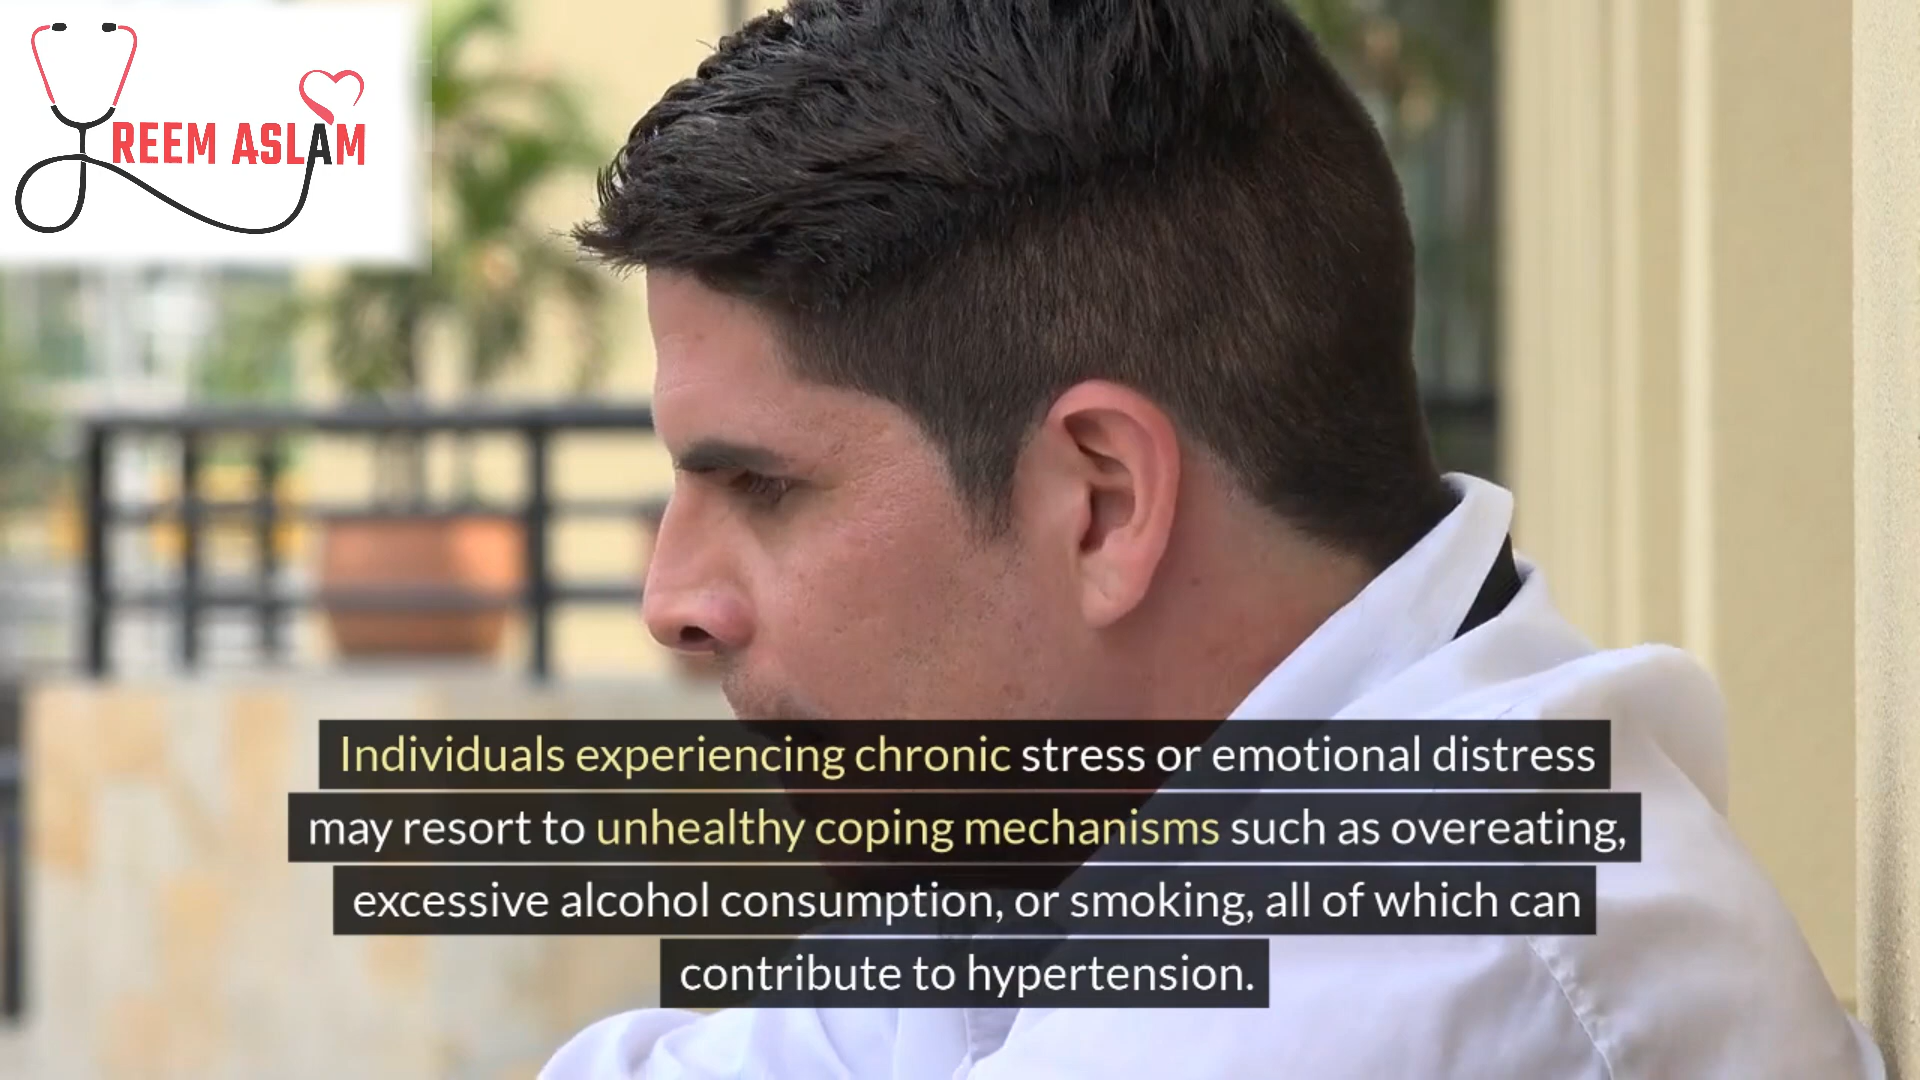 REEM ASLAM
Individuals experiencing chronic stress or emotional distress
may resort to unhealthy coping mechanisms such as overeating,
excessive alcohol consumption, or smoking, all of which can
contribute to hypertension.